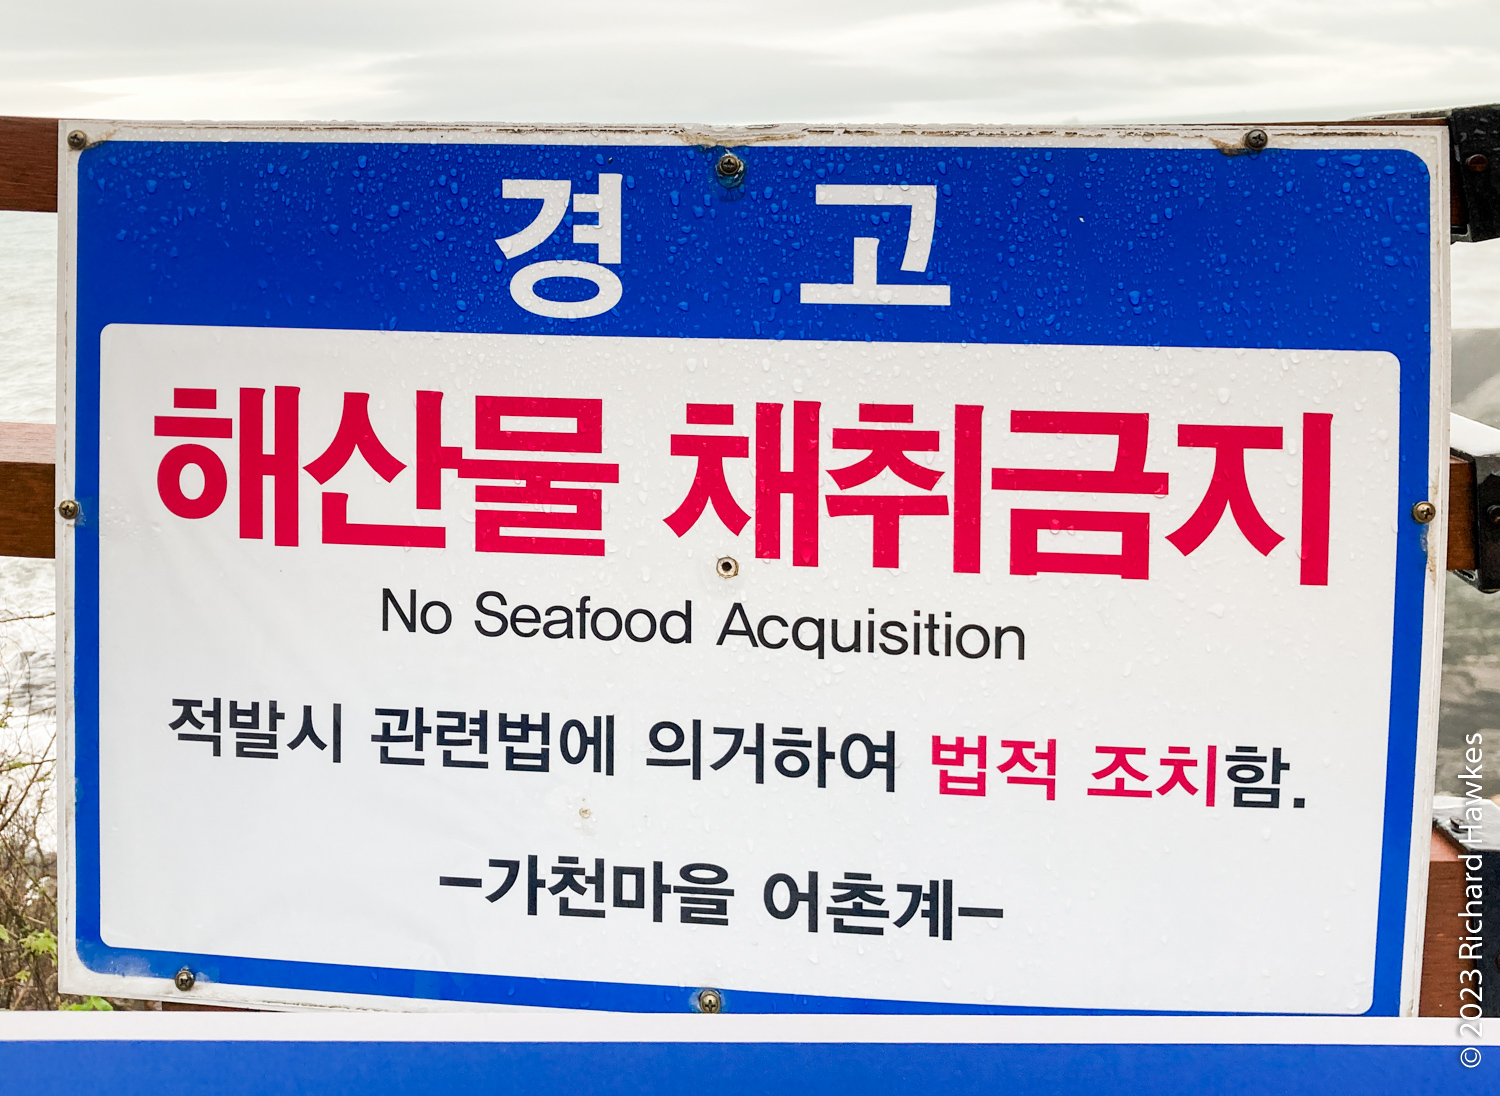 경 고
해산물 채취금지
No Seafood Acquisition
적발시 관련법에 의거하여 법적 조치함.
-가천마을 어촌계-
© 2023 Richard Hawkes